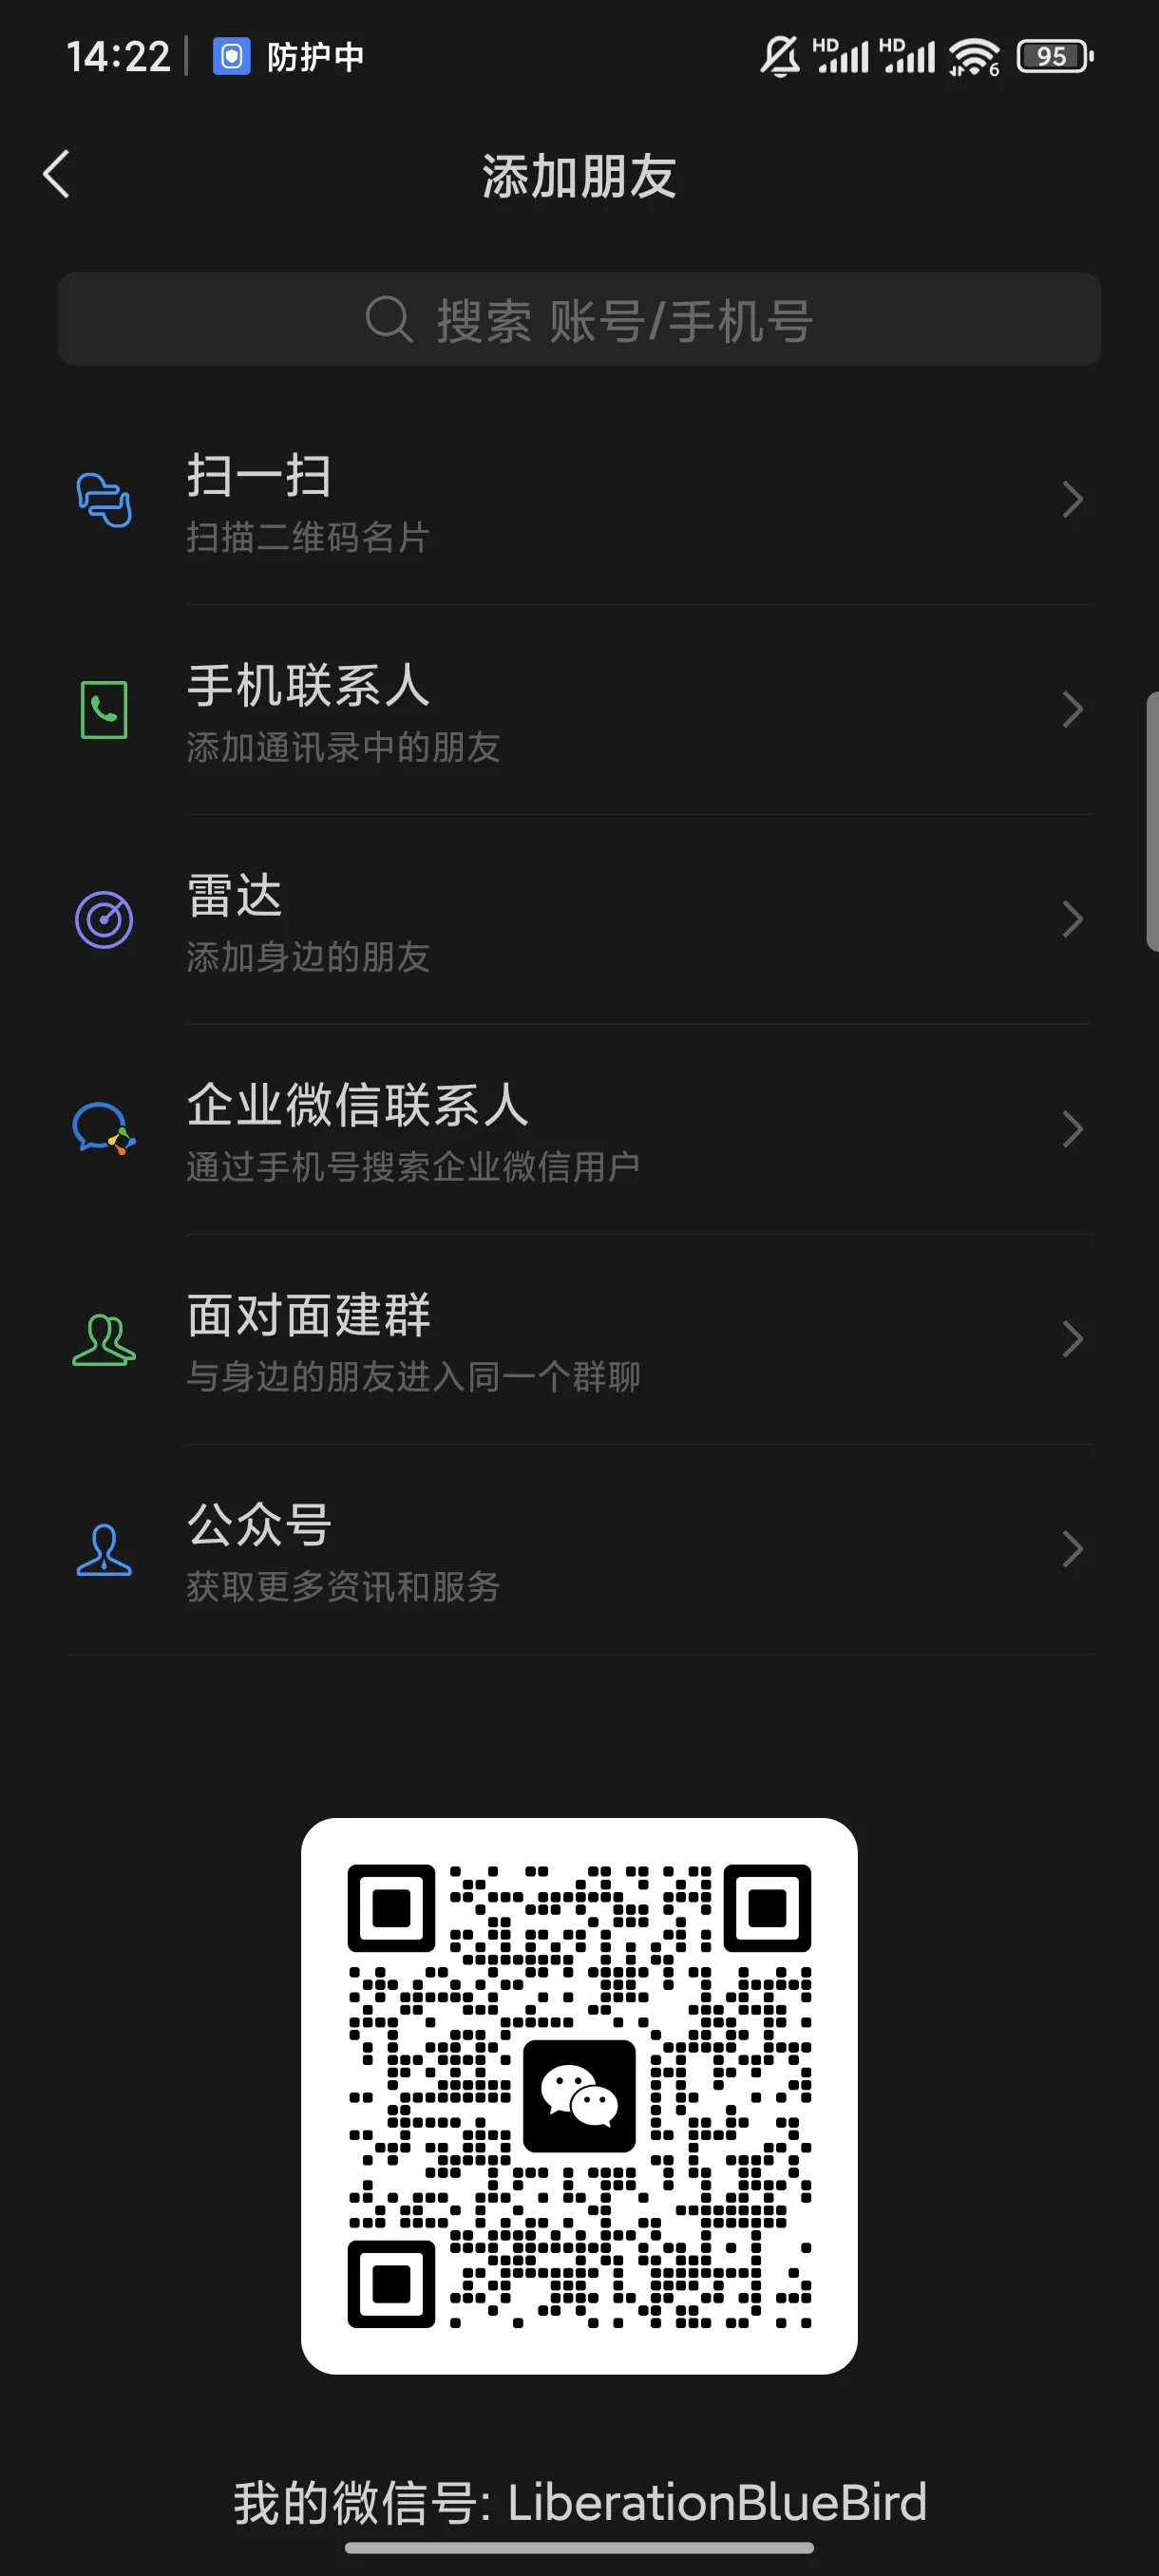 14:22 防护中 HD HD 6 95
添加朋友
搜索 账号/手机号
扫一扫
扫描二维码名片
手机联系人
添加通讯录中的朋友
雷达
添加身边的朋友
企业微信联系人
通过手机号搜索企业微信用户
面对面建群
与身边的朋友进入同一个群聊
公众号
获取更多资讯和服务
我的微信号: LiberationBlueBird